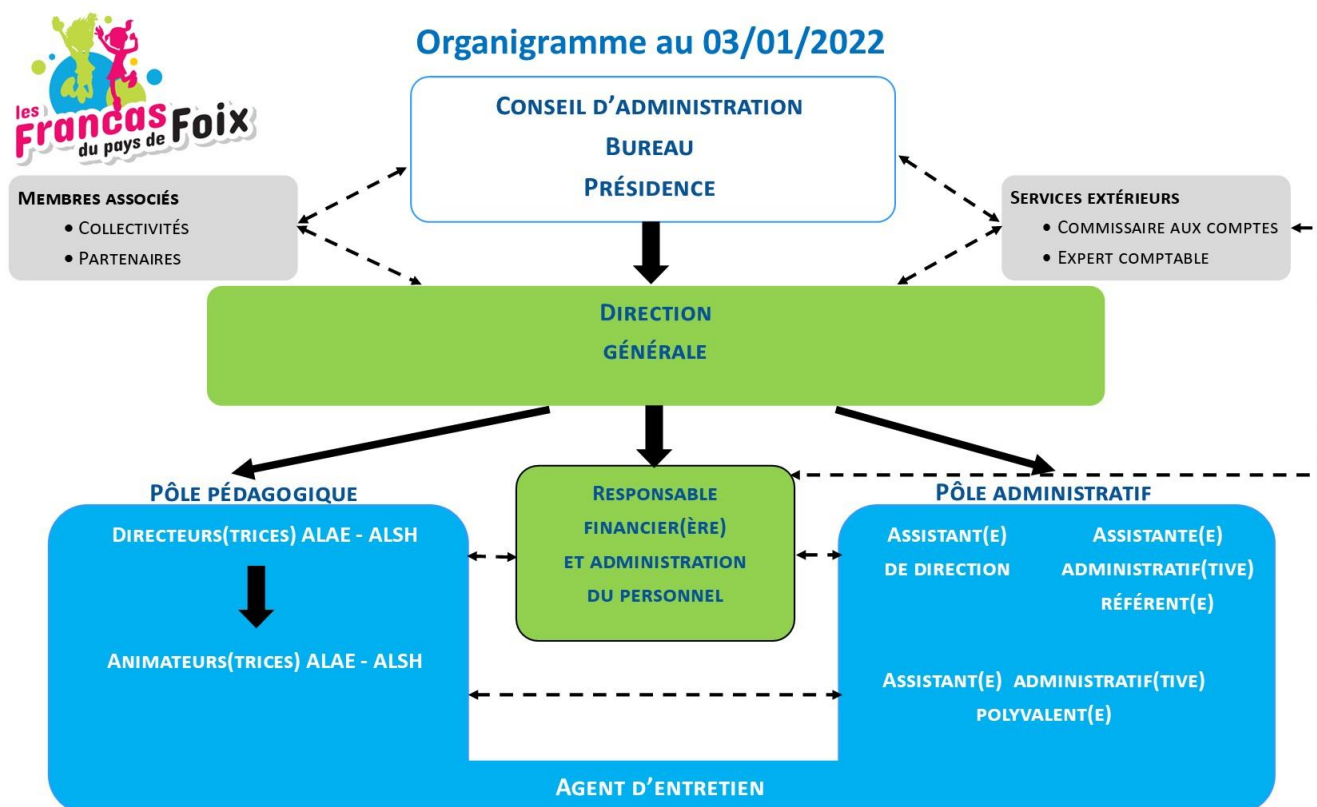 Organigramme au 03/01/2022
les
Francas
du pays de Foix
CONSEIL D’ADMINISTRATION
BUREAU
PRÉSIDENCE
MEMBRES ASSOCIÉS
• COLLECTIVITÉS
• PARTENAIRES
SERVICES EXTÉRIEURS
• COMMISSAIRE AUX COMPTES
• EXPERT COMPTABLE
DIRECTION
GÉNÉRALE
PÔLE PÉDAGOGIQUE
DIRECTEURS(TRICES) ALAE - ALSH
ANIMATEURS(TRICES) ALAE - ALSH
RESPONSABLE
FINANCIER(ÈRE)
ET ADMINISTRATION
DU PERSONNEL
PÔLE ADMINISTRATIF
ASSISTANT(E)
DE DIRECTION
ASSISTANTE(E)
ADMINISTRATIF(TIVE)
RÉFÉRENT(E)
ASSISTANT(E) ADMINISTRATIF(TIVE)
POLYVALENT(E)
AGENT D’ENTRETIEN